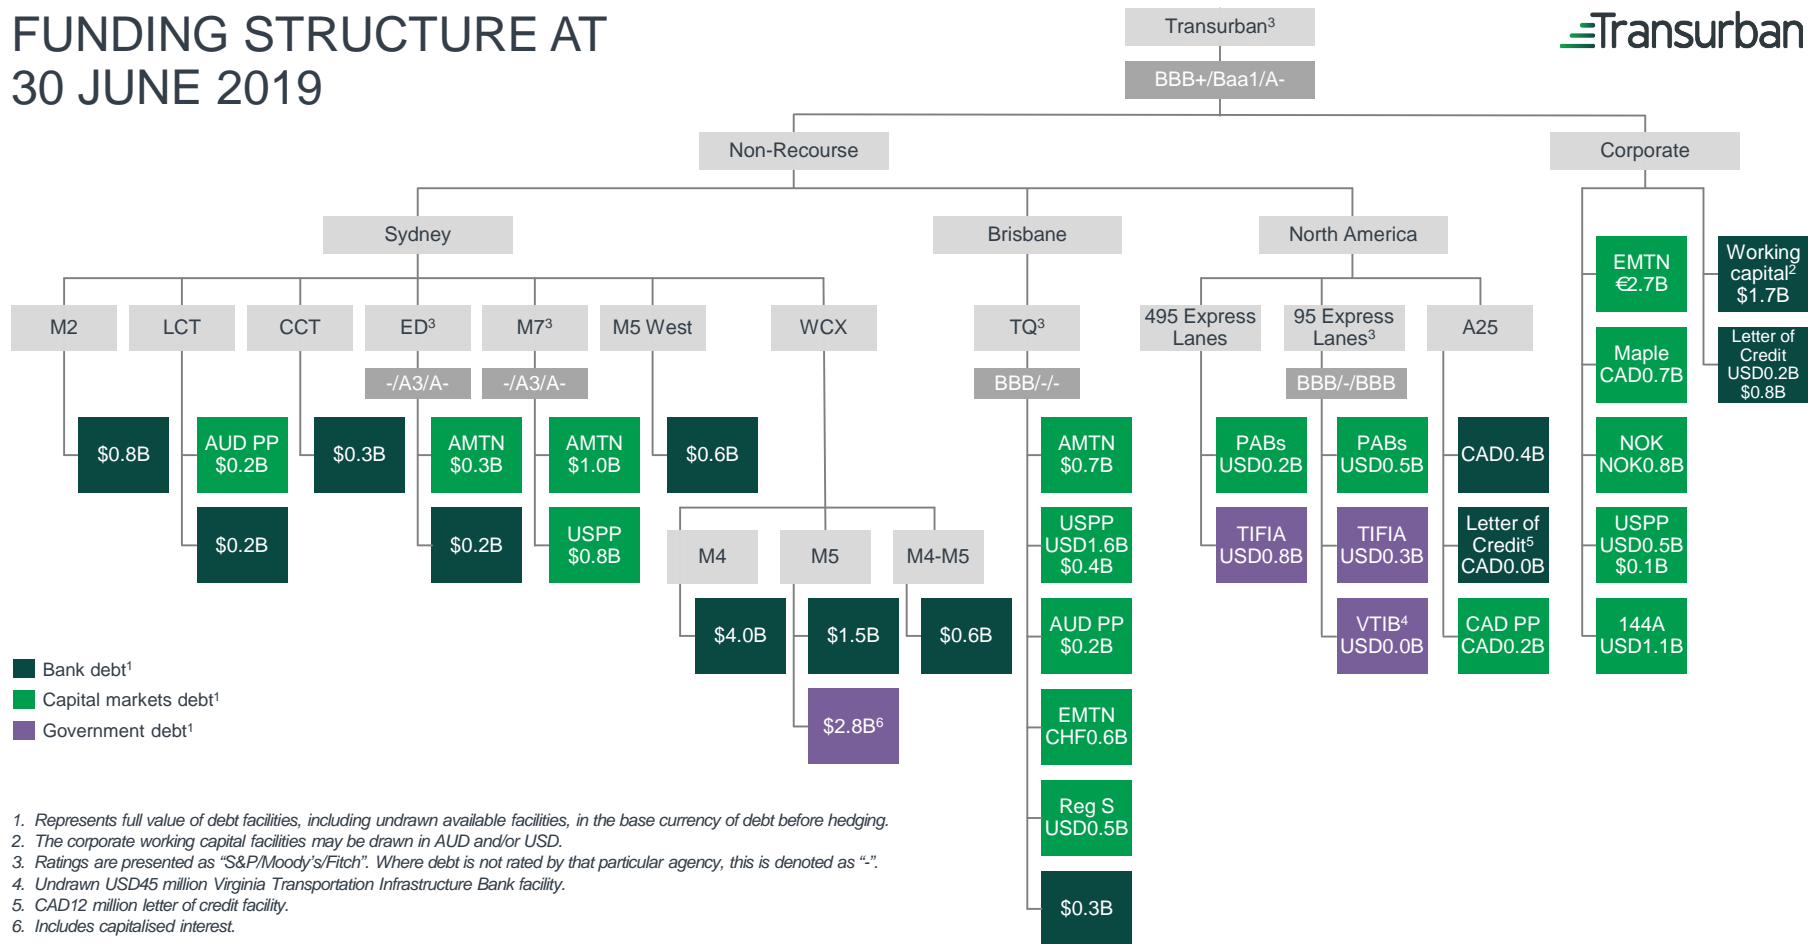 FUNDING STRUCTURE AT
30 JUNE 2019
Transurban³
Transurban
BBB+/Baa1/A-
Non-Recourse
Corporate
Sydney
Brisbane
North America
EMTN
€2.7B
Working
capital²
$1.7B
M2
LCT
CCT
ED³
M7³
M5 West
WCX
TQ³
495 Express
Lanes
95 Express
Lanes³
A25
Maple
CAD0.7B
Letter of
Credit
USD0.2B
$0.8B
-/A3/A-
-/A3/A-
BBB/-/-
BBB/-/BBB
$0.8B
AUD PP
$0.2B
$0.3B
AMTN
$0.3B
AMTN
$1.0B
$0.6B
AMTN
$0.7B
PABs
USD0.2B
PABs
USD0.5B
CAD0.4B
NOK
NOK0.8B
$0.2B
$0.2B
USPP
$0.8B
M4
M5
M4-M5
USPP
USD1.6B
$0.4B
TIFIA
USD0.8B
TIFIA
USD0.3B
Letter of
Credit⁵
CAD0.0B
USPP
USD0.5B
$0.1B
$4.0B
$1.5B
$0.6B
AUD PP
$0.2B
VTIB⁴
USD0.0B
CAD PP
CAD0.2B
144A
USD1.1B
Bank debt¹
Capital markets debt¹
Government debt¹
$2.8B⁶
EMTN
CHF0.6B
Reg S
USD0.5B
$0.3B
1. Represents full value of debt facilities, including undrawn available facilities, in the base currency of debt before hedging.
2. The corporate working capital facilities may be drawn in AUD and/or USD.
3. Ratings are presented as “S&P/Moody’s/Fitch”. Where debt is not rated by that particular agency, this is denoted as “-”.
4. Undrawn USD45 million Virginia Transportation Infrastructure Bank facility.
5. CAD12 million letter of credit facility.
6. Includes capitalised interest.